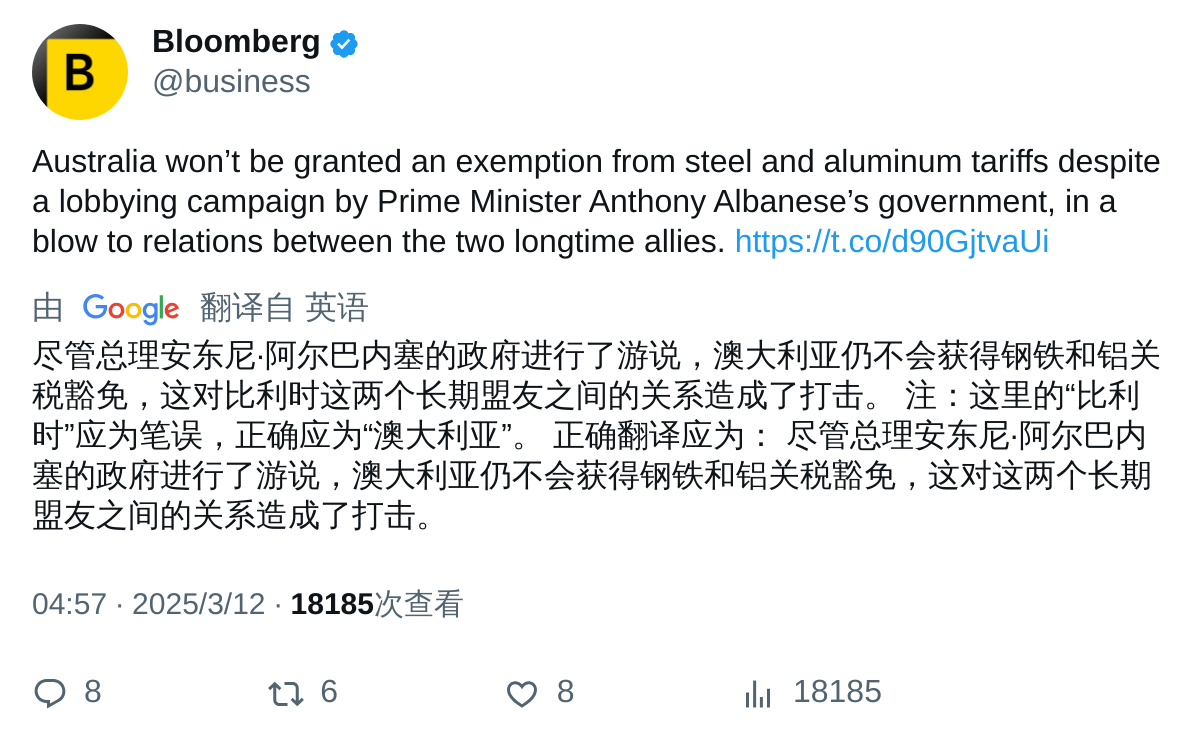 B
Bloomberg
@business
Australia won’t be granted an exemption from steel and aluminum tariffs despite
a lobbying campaign by Prime Minister Anthony Albanese’s government, in a
blow to relations between the two longtime allies. https://t.co/d90GjtvaUi
由 Google 翻译自 英语
尽管总理安东尼·阿尔巴内塞的政府进行了游说，澳大利亚仍不会获得钢铁和铝关
税豁免，这对比利时这两个长期盟友之间的关系造成了打击。 注：这里的“比利
时”应为笔误，正确应为“澳大利亚”。 正确翻译应为： 尽管总理安东尼·阿尔巴内
塞的政府进行了游说，澳大利亚仍不会获得钢铁和铝关税豁免，这对这两个长期
盟友之间的关系造成了打击。
04:57 · 2025/3/12 · 18185次查看
8 6 8 18185